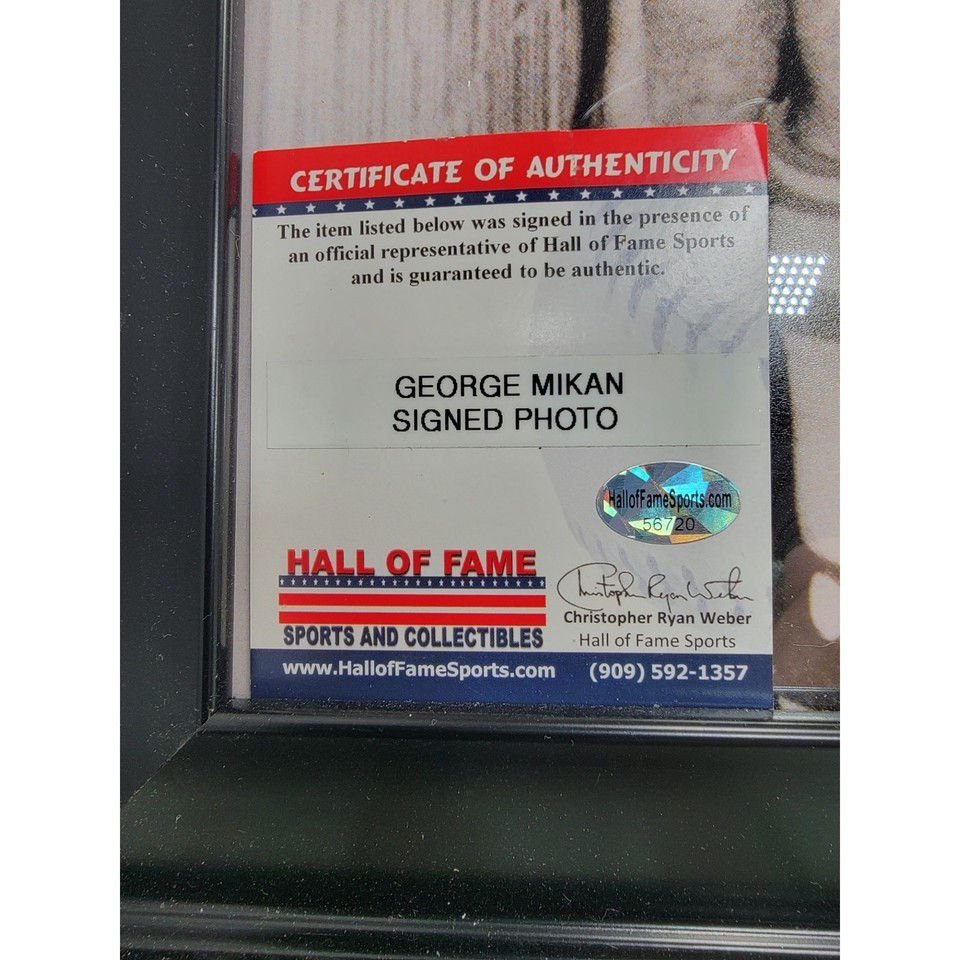 CERTIFICATE OF AUTHENTICITY
The item listed below was signed in the presence of
an official representative of Hall of Fame Sports
and is guaranteed to be authentic.
GEORGE MIKAN
SIGNED PHOTO
HallofFameSports.com
56720
HALL OF FAME
SPORTS AND COLLECTIBLES
Christopher Ryan Weber
Christopher Ryan Weber
Hall of Fame Sports
www.HallofFameSports.com (909) 592-1357